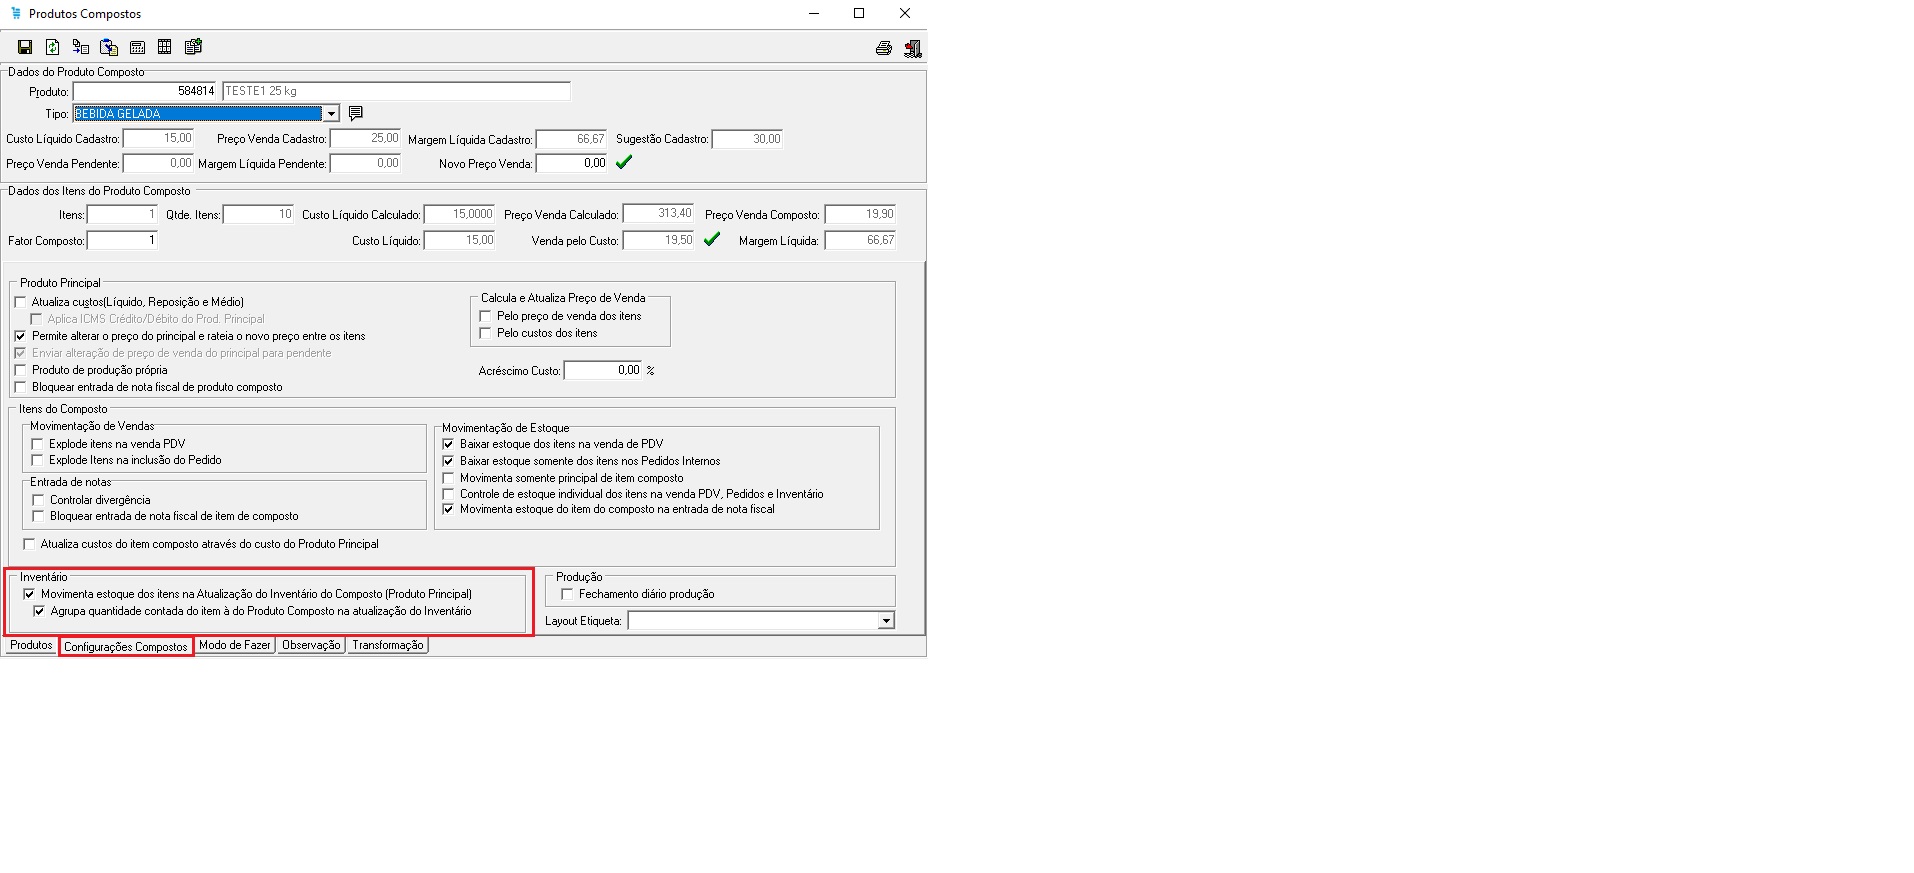 Produtos Compostos
Dados do Produto Composto
Produto: 584814 TESTE1 25 kg
Tipo: BEBIDA GELADA
Custo Líquido Cadastro: 15,00 Preço Venda Cadastro: 25,00 Margem Líquida Cadastro: 66,67 Sugestão Cadastro: 30,00
Preço Venda Pendente: 0,00 Margem Líquida Pendente: 0,00 Novo Preço Venda: 0,00
Dados dos Itens do Produto Composto
Itens: 1 Qtde. Itens: 10 Custo Líquido Calculado: 15,0000 Preço Venda Calculado: 313,40 Preço Venda Composto: 19,90
Fator Composto: 1 Custo Líquido: 15,00 Venda pelo Custo: 19,50 Margem Líquida: 66,67
Produto Principal
Atualiza custos(Líquido, Reposição e Médio)
Aplica ICMS Crédito/Débito do Prod. Principal
Permite alterar o preço do principal e rateia o novo preço entre os itens
Enviar alteração de preço de venda do principal para pendente
Produto de produção própria
Bloquear entrada de nota fiscal de produto composto
Calcula e Atualiza Preço de Venda
Pelo preço de venda dos itens
Pelo custos dos itens
Acréscimo Custo: 0,00 %
Itens do Composto
Movimentação de Vendas
Explode itens na venda PDV
Explode Itens na inclusão do Pedido
Entrada de notas
Controlar divergência
Bloquear entrada de nota fiscal de item de composto
Movimentação de Estoque
Baixar estoque dos itens na venda de PDV
Baixar estoque somente dos itens nos Pedidos Internos
Movimenta somente principal de item composto
Controle de estoque individual dos itens na venda PDV, Pedidos e Inventário
Movimenta estoque do item do composto na entrada de nota fiscal
Atualiza custos do item composto através do custo do Produto Principal
Inventário
Movimenta estoque dos itens na Atualização do Inventário do Composto (Produto Principal)
Agrupa quantidade contada do item à do Produto Composto na atualização do Inventário
Produção
Fechamento diário produção
Layout Etiqueta:
Produtos Configurações Compostos Modo de Fazer Observação Transformação